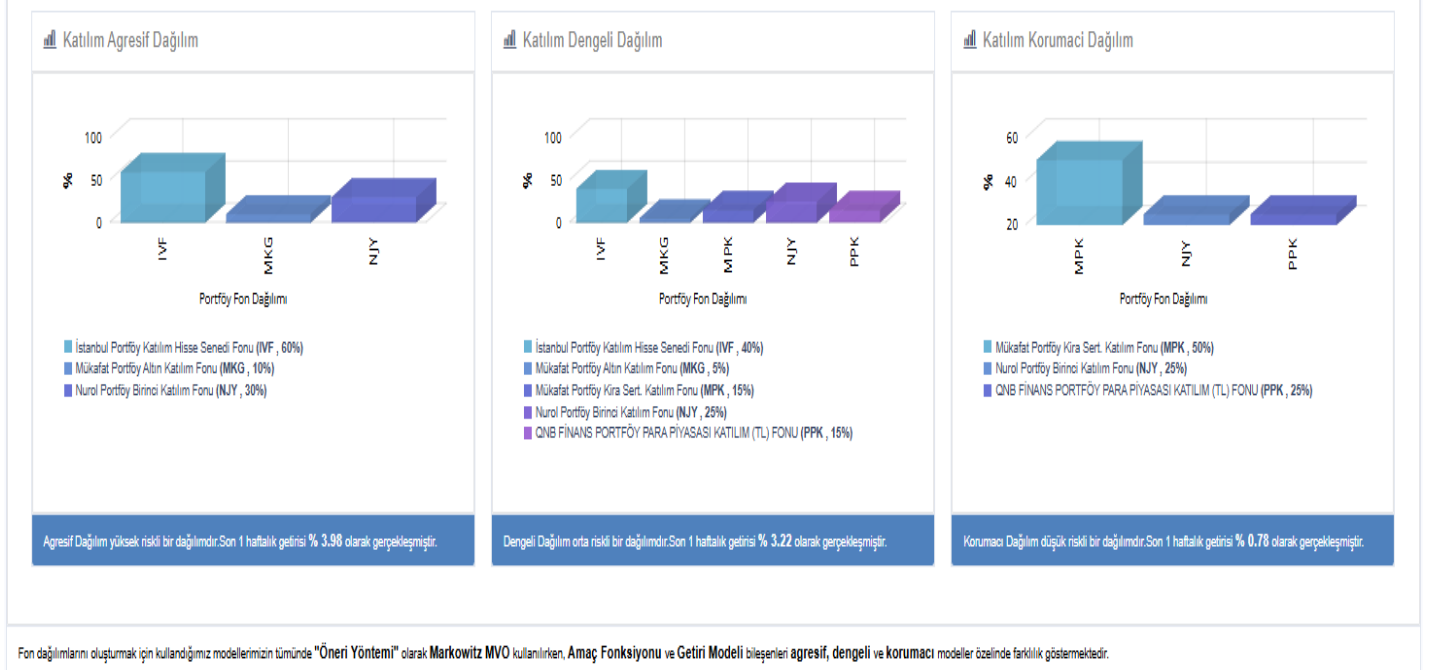 Katılım Agresif Dağılım
100
50
0
%
IVF
MKG
NJY
Portföy Fon Dağılımı
İstanbul Portföy Katılım Hisse Senedi Fonu (IVF , 60%)
Mükafat Portföy Altın Katılım Fonu (MKG , 10%)
Nurol Portföy Birinci Katılım Fonu (NJY , 30%)
Agresif Dağılım yüksek riskli bir dağılımdır.Son 1 haftalık getirisi % 3.98 olarak gerçekleşmiştir.
Katılım Dengeli Dağılım
100
50
0
%
IVF
MKG
MPK
NJY
PPK
Portföy Fon Dağılımı
İstanbul Portföy Katılım Hisse Senedi Fonu (IVF , 40%)
Mükafat Portföy Altın Katılım Fonu (MKG , 5%)
Mükafat Portföy Kira Sert. Katılım Fonu (MPK , 15%)
Nurol Portföy Birinci Katılım Fonu (NJY , 25%)
QNB FİNANS PORTFÖY PARA PİYASASI KATILIM (TL) FONU (PPK , 15%)
Dengeli Dağılım orta riskli bir dağılımdır.Son 1 haftalık getirisi % 3.22 olarak gerçekleşmiştir.
Katılım Korumaci Dağılım
60
40
20
%
MPK
NJY
PPK
Portföy Fon Dağılımı
Mükafat Portföy Kira Sert. Katılım Fonu (MPK , 50%)
Nurol Portföy Birinci Katılım Fonu (NJY , 25%)
QNB FİNANS PORTFÖY PARA PİYASASI KATILIM (TL) FONU (PPK , 25%)
Korumacı Dağılım düşük riskli bir dağılımdır.Son 1 haftalık getirisi % 0.78 olarak gerçekleşmiştir.
Fon dağılımlarını oluşturmak için kullandığımız modellerimizin tümünde "Öneri Yöntemi" olarak Markowitz MVO kullanılırken, Amaç Fonksiyonu ve Getiri Modeli bileşenleri agresif, dengeli ve korumacı modeller özelinde farklılık göstermektedir.